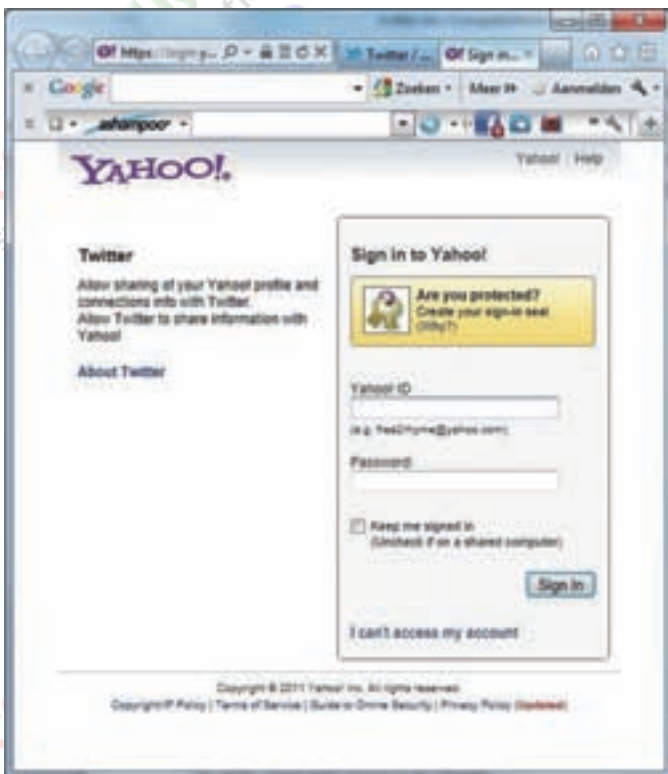 https://login.y...
Twitter / ...
Sign in...
Google
Zoeken
Meer
Aanmelden
ashampoo
YAHOO!
Yahoo! | Help
Twitter
Allow sharing of your Yahoo! profile and
connections info with Twitter.
Allow Twitter to share information with
Yahoo!
About Twitter
Sign in to Yahoo!
Are you protected?
Create your sign-in seal
(Why?)
Yahoo! ID
(e.g. free2rhyme@yahoo.com)
Password
Keep me signed in
(Uncheck if on a shared computer)
Sign In
I can't access my account
Copyright © 2011 Yahoo! Inc. All rights reserved.
Copyright/IP Policy | Terms of Service | Guide to Online Security | Privacy Policy (Updated)